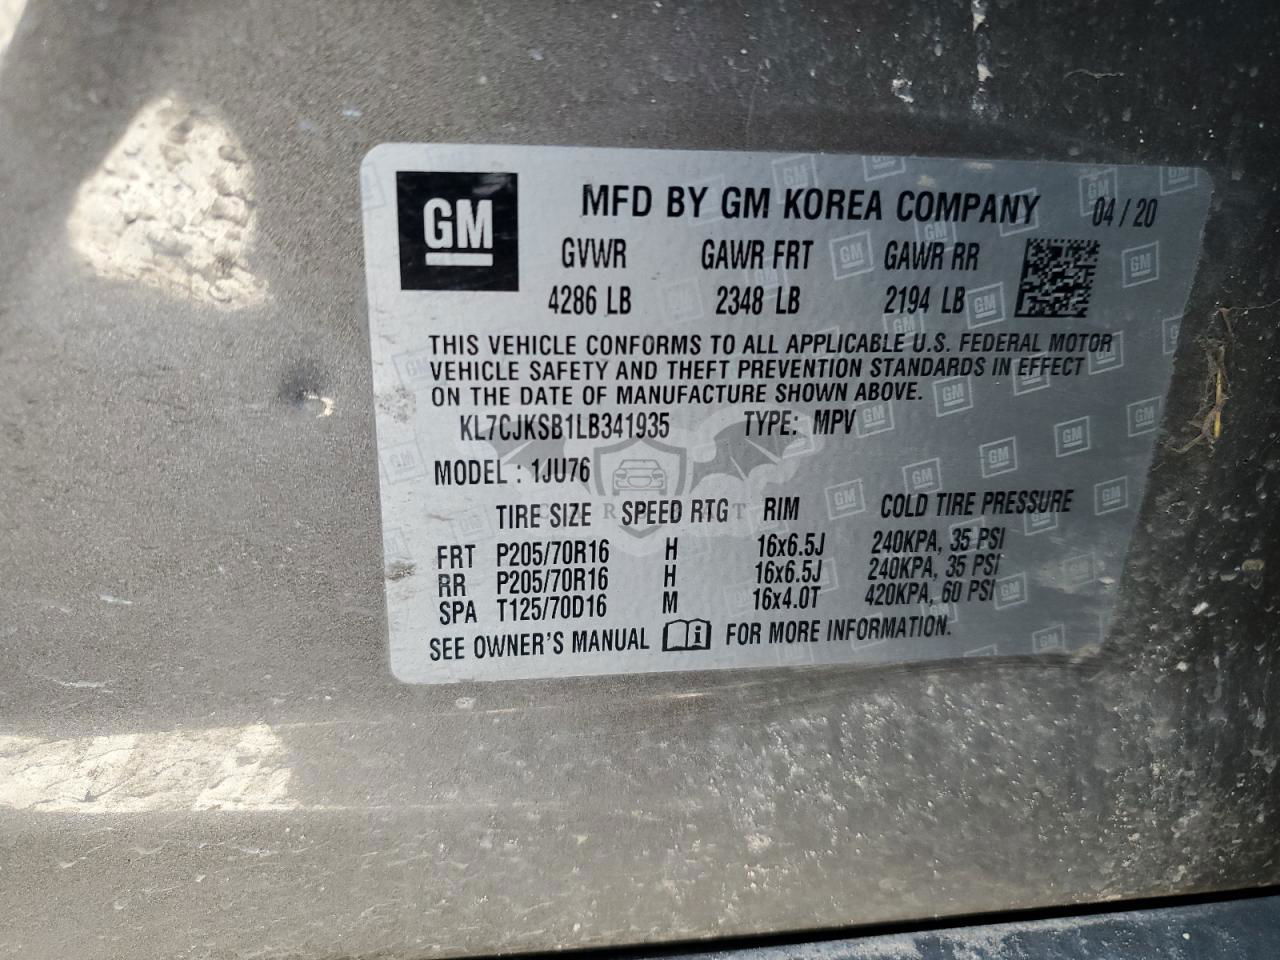 GM
MFD BY GM KOREA COMPANY 04/20
GVWR GAWR FRT GAWR RR
4286 LB 2348 LB 2194 LB
THIS VEHICLE CONFORMS TO ALL APPLICABLE U.S. FEDERAL MOTOR
VEHICLE SAFETY AND THEFT PREVENTION STANDARDS IN EFFECT
ON THE DATE OF MANUFACTURE SHOWN ABOVE.
KL7CJKSB1LB341935 TYPE: MPV
MODEL : 1JU76
TIRE SIZE SPEED RTG RIM COLD TIRE PRESSURE
FRT P205/70R16 H 16x6.5J 240KPA, 35 PSI
RR P205/70R16 H 16x6.5J 240KPA, 35 PSI
SPA T125/70D16 M 16x4.0T 420KPA, 60 PSI
SEE OWNER'S MANUAL FOR MORE INFORMATION.